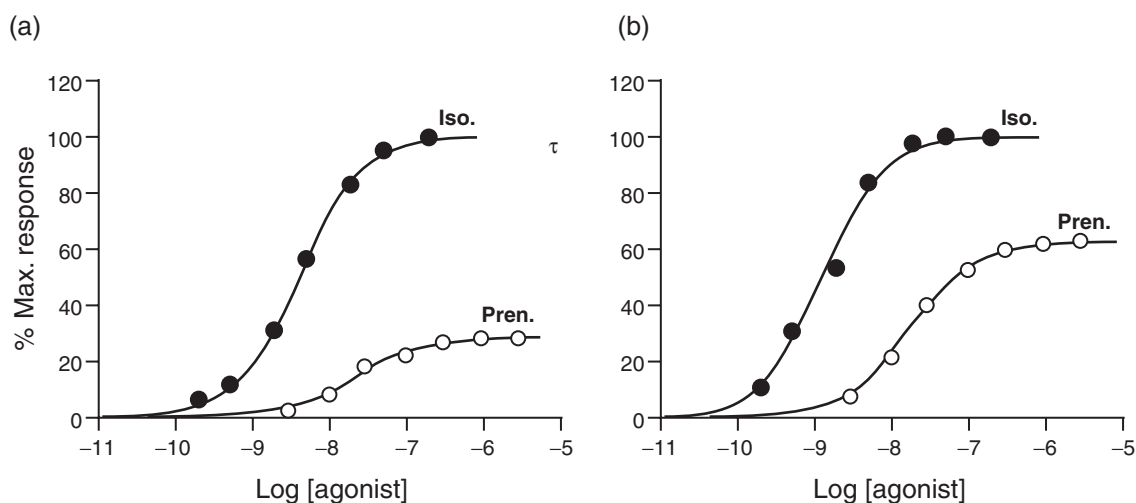 (a)
(b)
% Max. response
120
100
80
60
40
20
0
Iso.
Pren.
τ
–11
–10
–9
–8
–7
–6
–5
Log [agonist]
120
100
80
60
40
20
0
Iso.
Pren.
–11
–10
–9
–8
–7
–6
–5
Log [agonist]